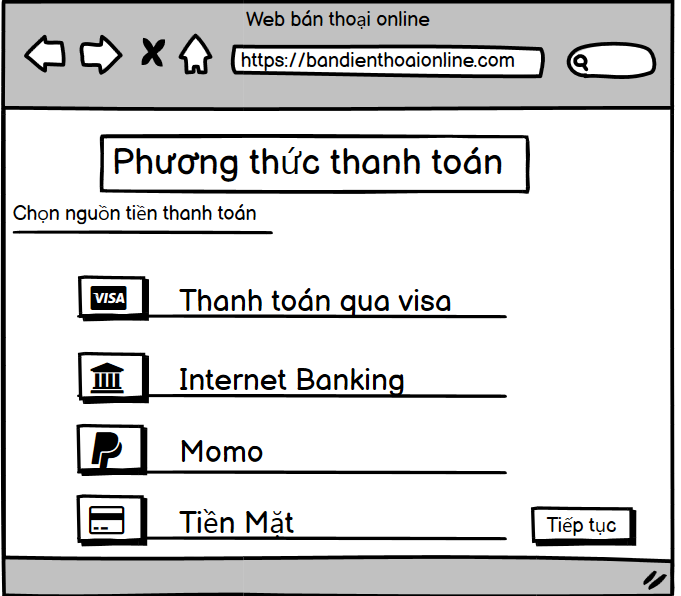 Web bán thoại online
https://bandienthoaionline.com
Phương thức thanh toán
Chọn nguồn tiền thanh toán
VISA
Thanh toán qua visa
Internet Banking
Momo
Tiền Mặt
Tiếp tục